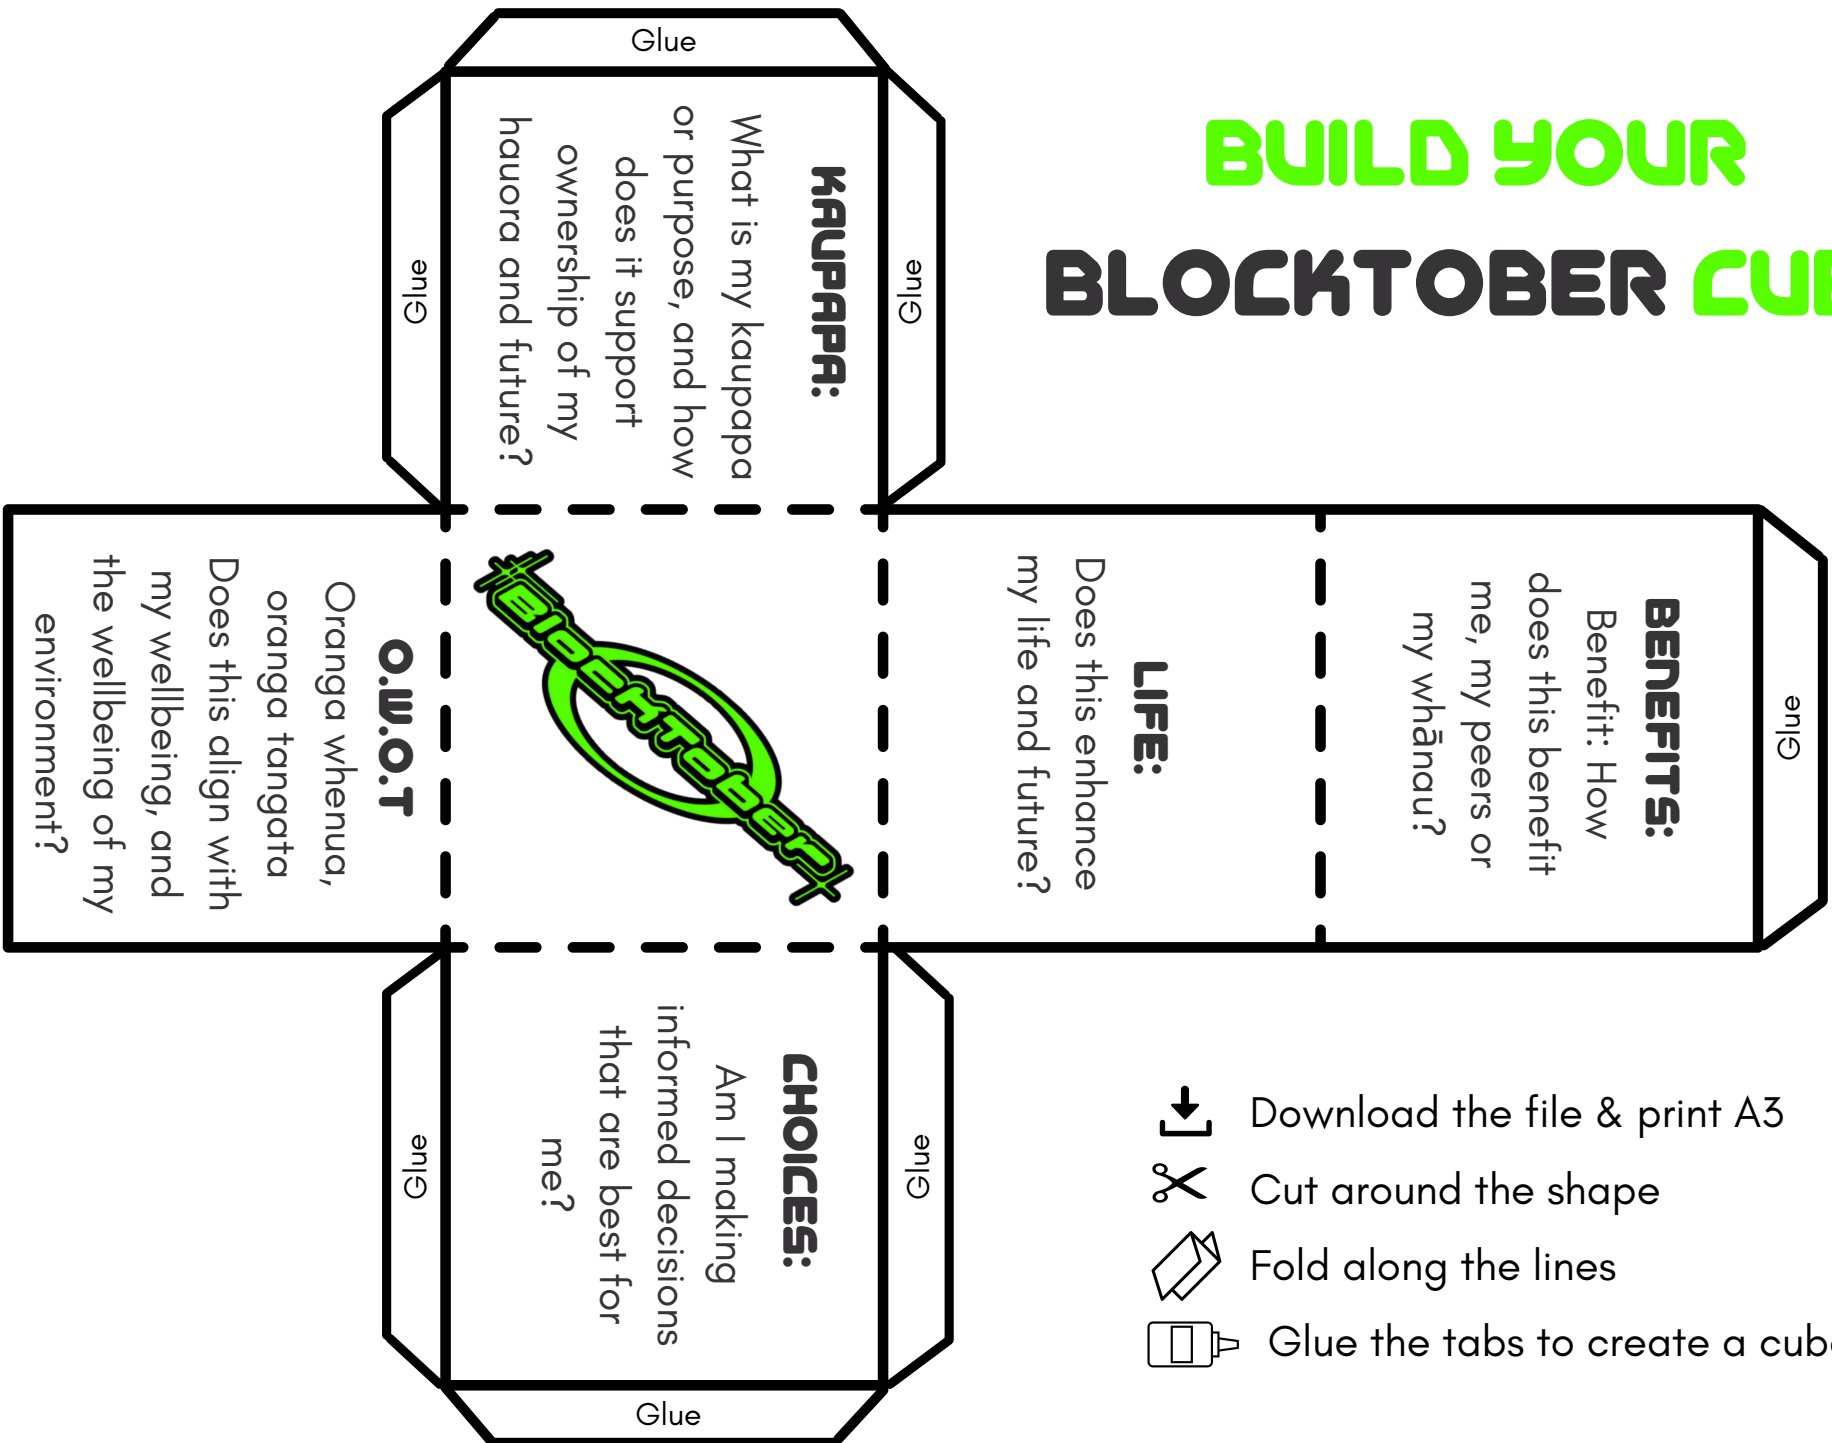 Glue
BUILD YOUR
BLOCKTOBER CUB
Glue
KAUPAPA:
What is my kaupapa
or purpose, and how
does it support
ownership of my
hauora and future?
Glue
O.W.O.T
Oranga whenua,
oranga tangata
Does this align with
my wellbeing, and
the wellbeing of my
environment?
Blocktober
LIFE:
Does this enhance
my life and future?
BENEFITS:
Benefit: How
does this benefit
me, my peers or
my whānau?
Glue
Glue
CHOICES:
Am I making
informed decisions
that are best for
me?
Glue
Glue
Download the file & print A3
Cut around the shape
Fold along the lines
Glue the tabs to create a cube